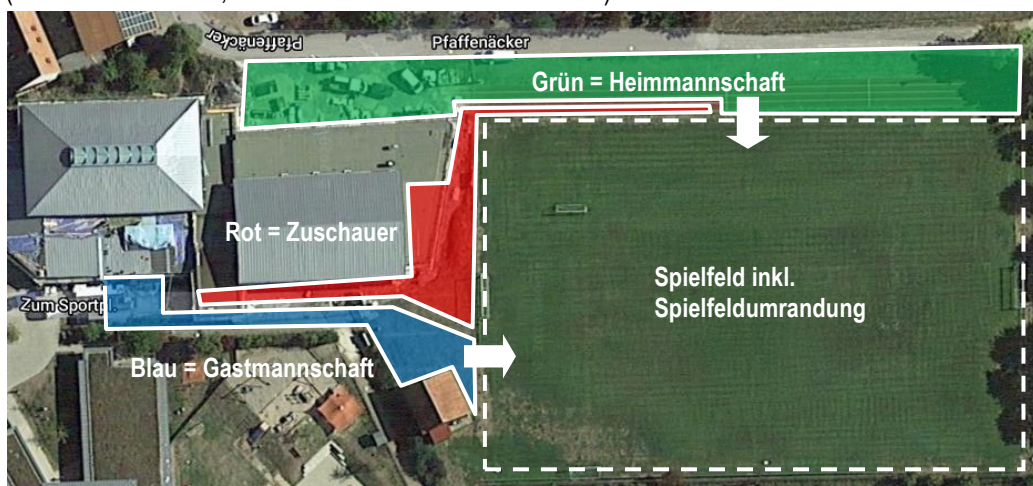 Pfaffenäcker
Pfaffenäcker
Grün = Heimmannschaft
Rot = Zuschauer
Spielfeld inkl.
Spielfeldumrandung
Zum Sportpl.
Blau = Gastmannschaft